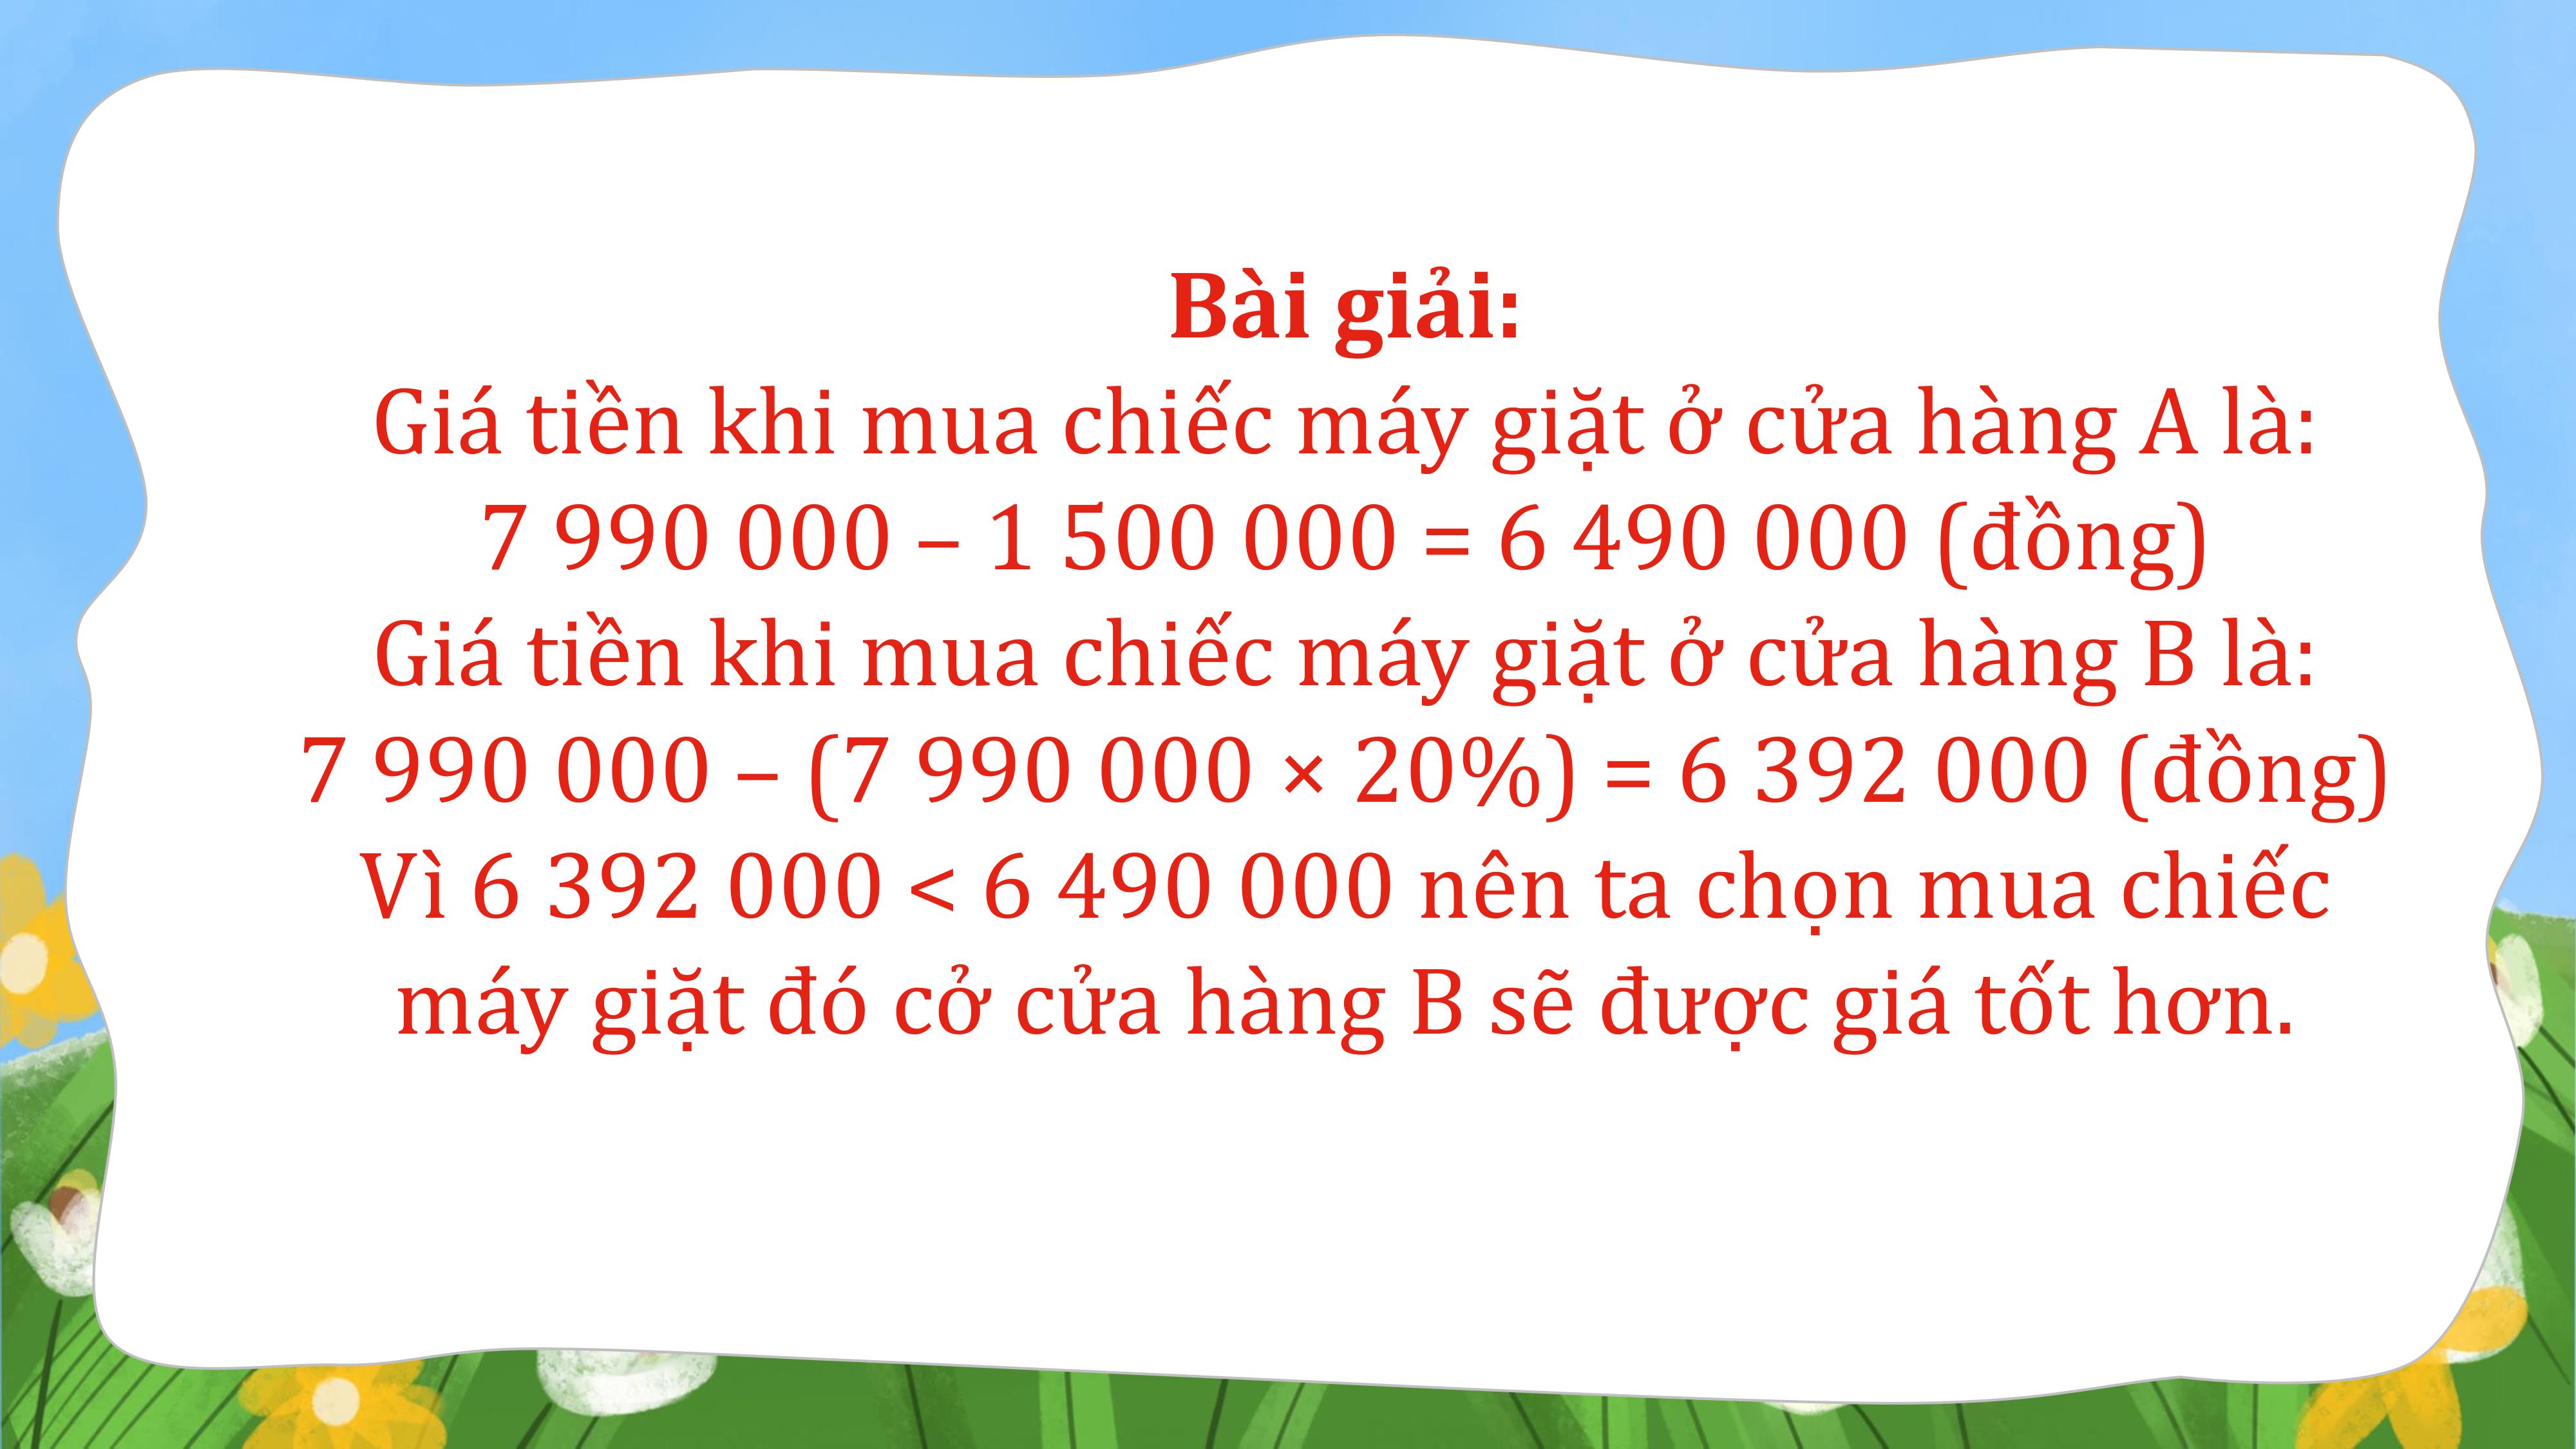 Bài giải:
Giá tiền khi mua chiếc máy giặt ở cửa hàng A là:
7 990 000 – 1 500 000 = 6 490 000 (đồng)
Giá tiền khi mua chiếc máy giặt ở cửa hàng B là:
7 990 000 – (7 990 000 × 20%) = 6 392 000 (đồng)
Vì 6 392 000 < 6 490 000 nên ta chọn mua chiếc
máy giặt đó cở cửa hàng B sẽ được giá tốt hơn.